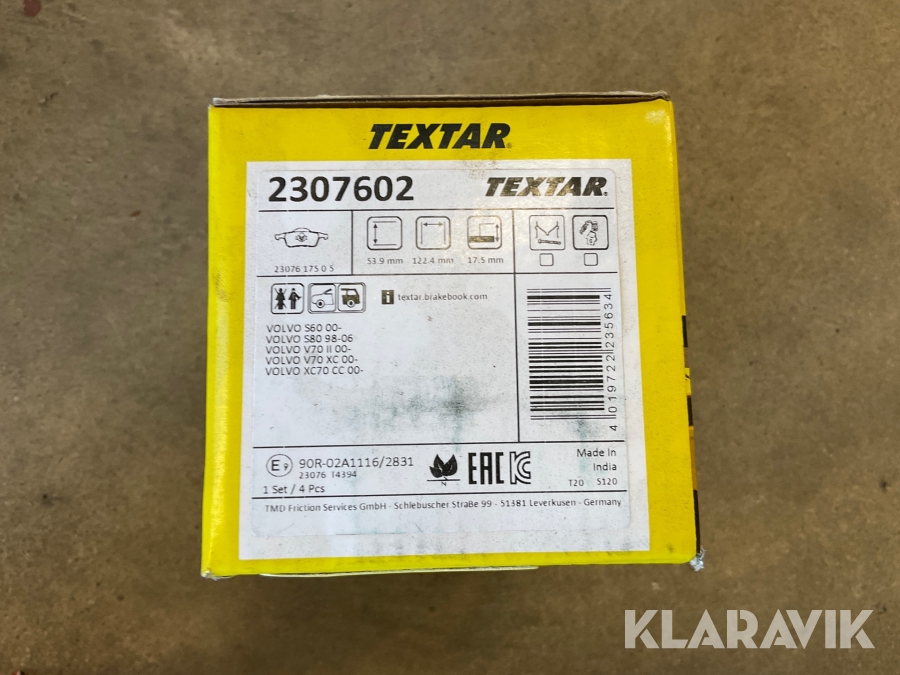 TEXTAR
2307602
TEXTAR
23076 175 0 5
53.9 mm
122.4 mm
17.5 mm
i textar.brakebook.com
VOLVO S60 00-
VOLVO S80 98-06
VOLVO V70 II 00-
VOLVO V70 XC 00-
VOLVO XC70 CC 00-
4 019722 235634
E9 90R-02A1116/2831
23076 14394
1 Set / 4 Pcs
EAC KC
Made In
India
T20 5120
TMD Friction Services GmbH - Schlebuscher Straße 99 - 51381 Leverkusen - Germany
KLARAVIK